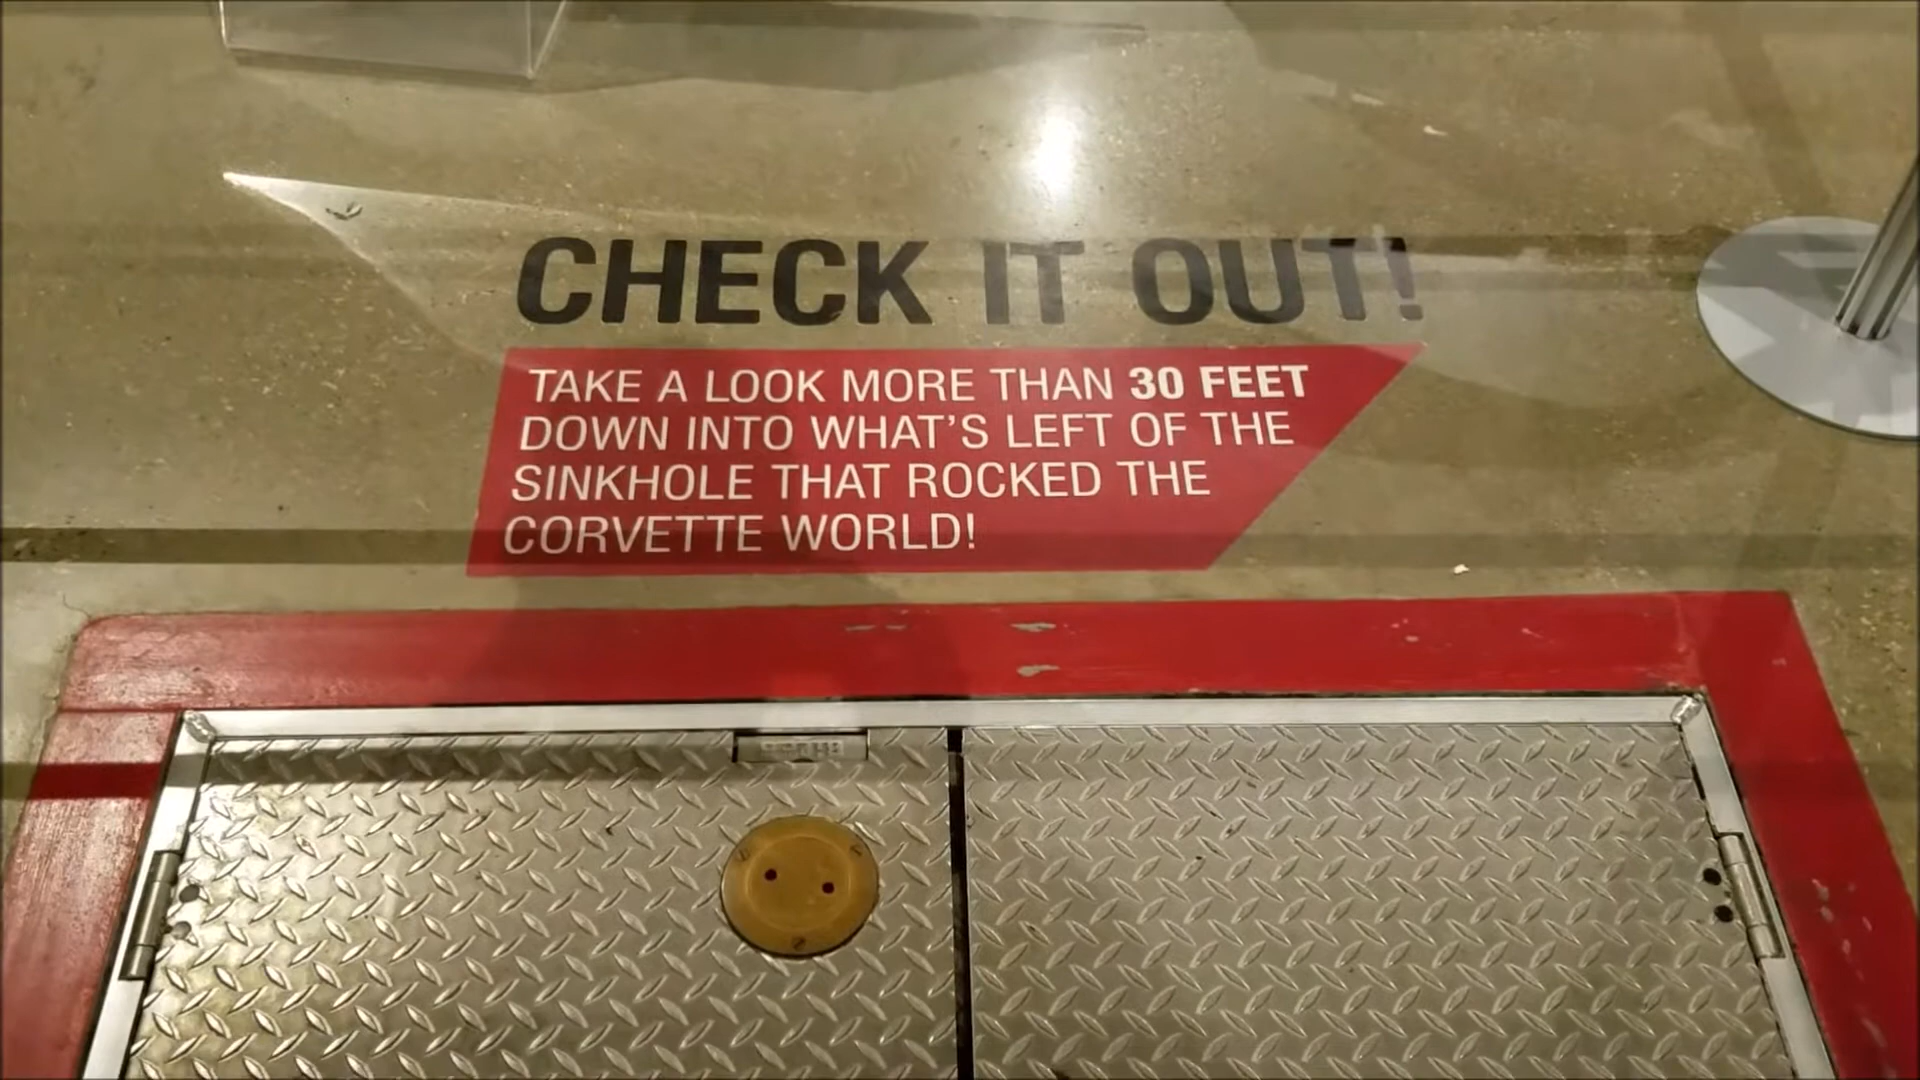 CHECK IT OUT!
TAKE A LOOK MORE THAN 30 FEET
DOWN INTO WHAT'S LEFT OF THE
SINKHOLE THAT ROCKED THE
CORVETTE WORLD!